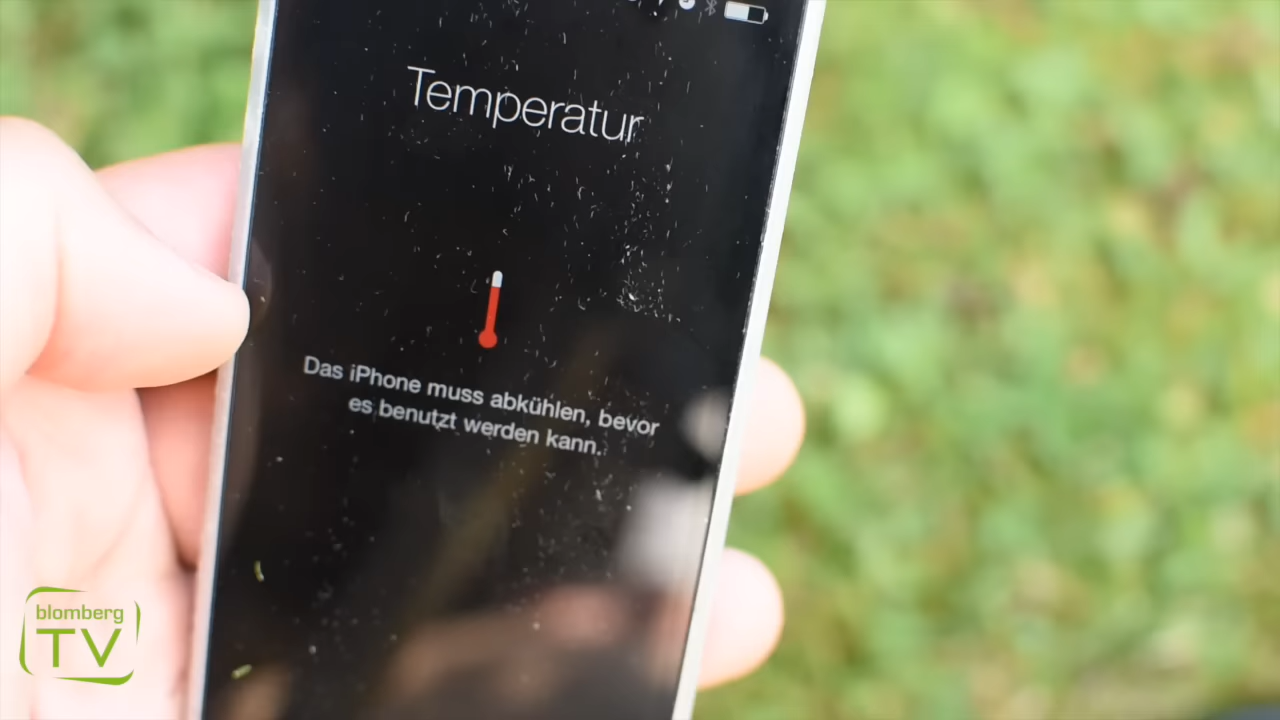 Temperatur
Das iPhone muss abkühlen, bevor
es benutzt werden kann.
blomberg
TV